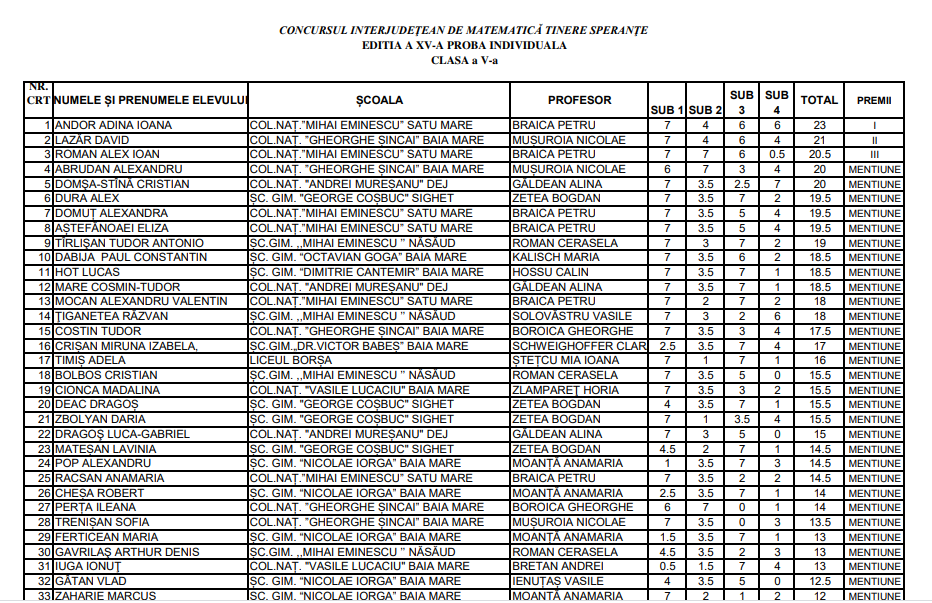 CONCURSUL INTERJUDEŢEAN DE MATEMATICĂ TINERE SPERANŢE
EDITIA A XV-A PROBA INDIVIDUALA
CLASA a V-a
NR. CRT NUMELE ȘI PRENUMELE ELEVULUI ȘCOALA PROFESOR SUB 1 SUB 2 SUB 3 SUB 4 TOTAL PREMII
1 ANDOR ADINA IOANA COL.NAȚ."MIHAI EMINESCU" SATU MARE BRAICA PETRU 7 4 6 6 23 I
2 LAZĂR DAVID COL.NAȚ. "GHEORGHE ȘINCAI" BAIA MARE MUȘUROIA NICOLAE 7 4 6 4 21 II
3 ROMAN ALEX IOAN COL.NAȚ."MIHAI EMINESCU" SATU MARE BRAICA PETRU 7 7 6 0.5 20.5 III
4 ABRUDAN ALEXANDRU COL.NAȚ. "GHEORGHE ȘINCAI" BAIA MARE MUȘUROIA NICOLAE 6 7 3 4 20 MENTIUNE
5 DOMȘA-STÎNĂ CRISTIAN COL.NAȚ. "ANDREI MUREȘANU" DEJ GĂLDEAN ALINA 7 3.5 2.5 7 20 MENTIUNE
6 DURA ALEX ȘC. GIM. "GEORGE COȘBUC" SIGHET ZETEA BOGDAN 7 3.5 7 2 19.5 MENTIUNE
7 DOMUȚ ALEXANDRA COL.NAȚ."MIHAI EMINESCU" SATU MARE BRAICA PETRU 7 3.5 5 4 19.5 MENTIUNE
8 AȘTEFĂNOAEI ELIZA COL.NAȚ."MIHAI EMINESCU" SATU MARE BRAICA PETRU 7 3.5 5 4 19.5 MENTIUNE
9 TÎRLIȘAN TUDOR ANTONIO ȘC.GIM. ,,MIHAI EMINESCU '' NĂSĂUD ROMAN CERASELA 7 3 7 2 19 MENTIUNE
10 DABIJA PAUL CONSTANTIN ȘC. GIM. “OCTAVIAN GOGA” BAIA MARE KALISCH MARIA 7 3.5 6 2 18.5 MENTIUNE
11 HOT LUCAS ȘC. GIM. “DIMITRIE CANTEMIR” BAIA MARE HOSSU CALIN 7 3.5 7 1 18.5 MENTIUNE
12 MARE COSMIN-TUDOR COL.NAȚ. "ANDREI MUREȘANU" DEJ GĂLDEAN ALINA 7 3.5 7 1 18.5 MENTIUNE
13 MOCAN ALEXANDRU VALENTIN COL.NAȚ."MIHAI EMINESCU" SATU MARE BRAICA PETRU 7 2 7 2 18 MENTIUNE
14 ȚIGANETEA RĂZVAN ȘC.GIM. ,,MIHAI EMINESCU '' NĂSĂUD SOLOVĂSTRU VASILE 7 3 2 6 18 MENTIUNE
15 COSTIN TUDOR COL.NAȚ. "GHEORGHE ȘINCAI" BAIA MARE BOROICA GHEORGHE 7 3.5 3 4 17.5 MENTIUNE
16 CRIȘAN MIRUNA IZABELA, ȘC.GIM.„DR.VICTOR BABEȘ” BAIA MARE SCHWEIGHOFFER CLAR 2.5 3.5 7 4 17 MENTIUNE
17 TIMIȘ ADELA LICEUL BORȘA ȘTEȚCU MIA IOANA 7 1 7 1 16 MENTIUNE
18 BOLBOS CRISTIAN ȘC.GIM. ,,MIHAI EMINESCU '' NĂSĂUD ROMAN CERASELA 7 3.5 5 0 15.5 MENTIUNE
19 CIONCA MADALINA COL.NAȚ. "VASILE LUCACIU" BAIA MARE ZLAMPAREȚ HORIA 7 3.5 3 2 15.5 MENTIUNE
20 DEAC DRAGOȘ ȘC. GIM. "GEORGE COȘBUC" SIGHET ZETEA BOGDAN 4 3.5 7 1 15.5 MENTIUNE
21 ZBOLYAN DARIA ȘC. GIM. "GEORGE COȘBUC" SIGHET ZETEA BOGDAN 7 1 3.5 4 15.5 MENTIUNE
22 DRAGOȘ LUCA-GABRIEL COL.NAȚ. "ANDREI MUREȘANU" DEJ GĂLDEAN ALINA 7 3 5 0 15 MENTIUNE
23 MATEȘAN LAVINIA ȘC. GIM. "GEORGE COȘBUC" SIGHET ZETEA BOGDAN 4.5 2 7 1 14.5 MENTIUNE
24 POP ALEXANDRU ȘC. GIM. “NICOLAE IORGA” BAIA MARE MOANȚĂ ANAMARIA 1 3.5 7 3 14.5 MENTIUNE
25 RACSAN ANAMARIA COL.NAȚ."MIHAI EMINESCU" SATU MARE BRAICA PETRU 7 3.5 2 2 14.5 MENTIUNE
26 CHEȘA ROBERT ȘC. GIM. “NICOLAE IORGA” BAIA MARE MOANȚĂ ANAMARIA 2.5 3.5 7 1 14 MENTIUNE
27 PERȚA ILEANA COL.NAȚ. "GHEORGHE ȘINCAI" BAIA MARE BOROICA GHEORGHE 6 7 0 1 14 MENTIUNE
28 TRENIȘAN SOFIA COL.NAȚ. "GHEORGHE ȘINCAI" BAIA MARE MUȘUROIA NICOLAE 7 3.5 0 3 13.5 MENTIUNE
29 FERTICEAN MARIA ȘC. GIM. “NICOLAE IORGA” BAIA MARE MOANȚĂ ANAMARIA 1.5 3.5 7 1 13 MENTIUNE
30 GAVRILAȘ ARTHUR DENIS ȘC.GIM. ,,MIHAI EMINESCU '' NĂSĂUD ROMAN CERASELA 4.5 3.5 2 3 13 MENTIUNE
31 IUGA IONUȚ COL.NAȚ. "VASILE LUCACIU" BAIA MARE BRETAN ANDREI 0.5 1.5 7 4 13 MENTIUNE
32 GĂTAN VLAD ȘC. GIM. “NICOLAE IORGA” BAIA MARE IENUȚAȘ VASILE 4 3.5 5 0 12.5 MENTIUNE
33 ZAHARIE MARCUS COL.NAȚ. "GHEORGHE ȘINCAI" BAIA MARE MUȘUROIA NICOLAE 7 2 1 2 12 MENTIUNE